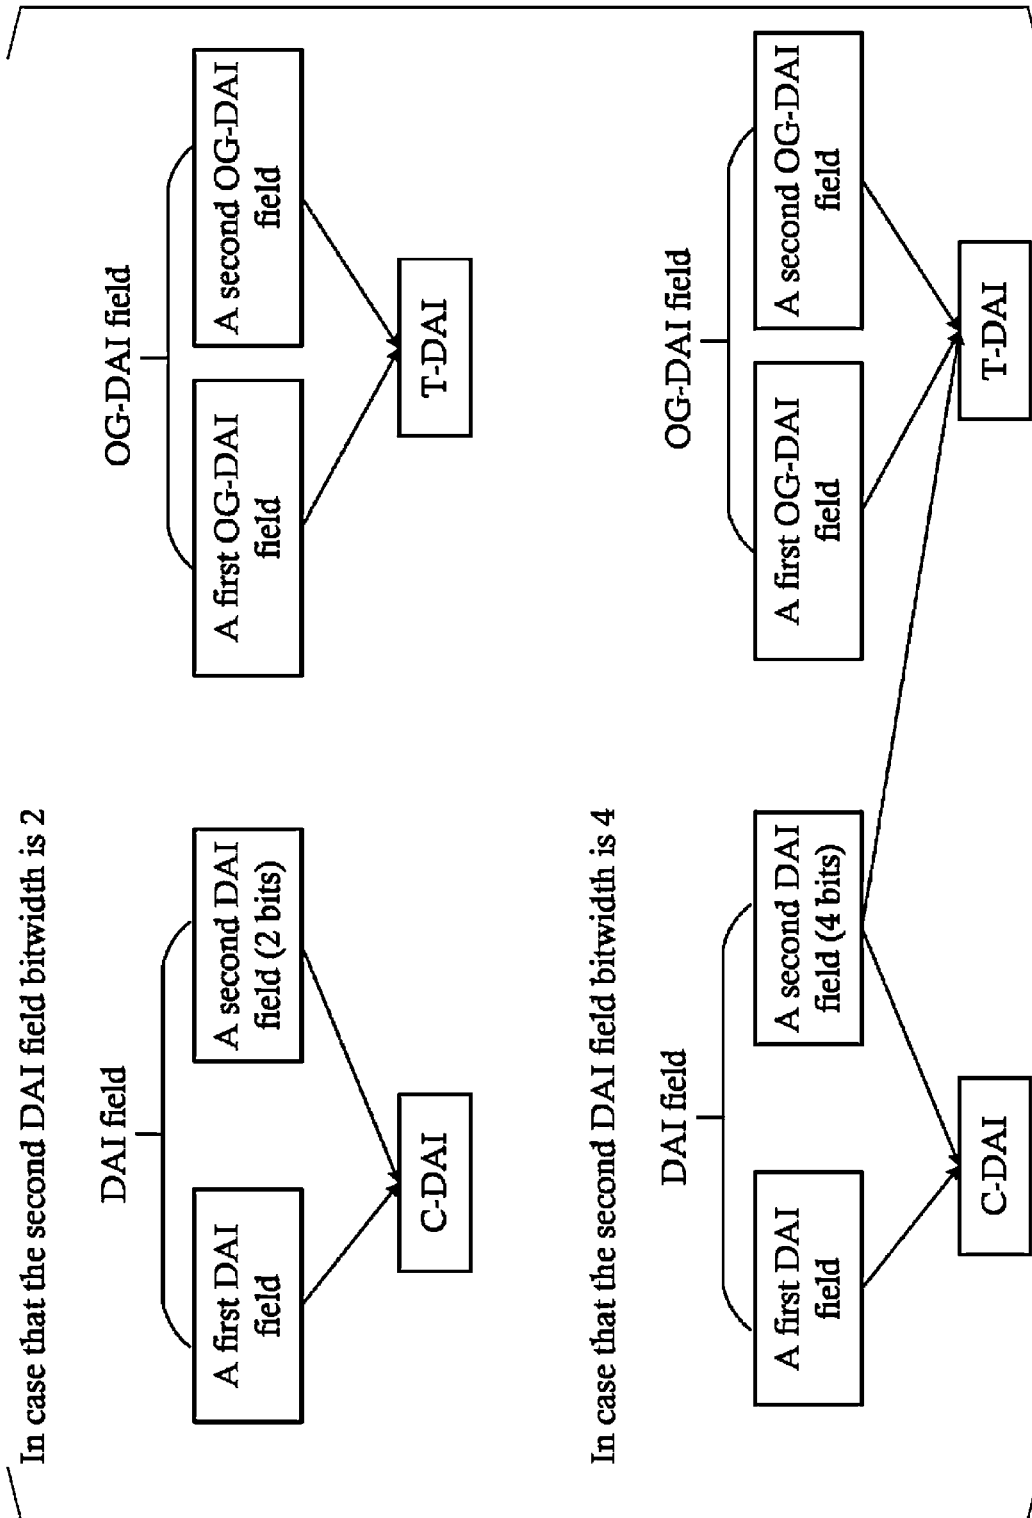 In case that the second DAI field bitwidth is 2
DAI field
OG-DAI field
A first DAI
field
A second DAI
field (2 bits)
A first OG-DAI
field
A second OG-DAI
field
C-DAI
T-DAI
In case that the second DAI field bitwidth is 4
DAI field
OG-DAI field
A first DAI
field
A second DAI
field (4 bits)
A first OG-DAI
field
A second OG-DAI
field
C-DAI
T-DAI